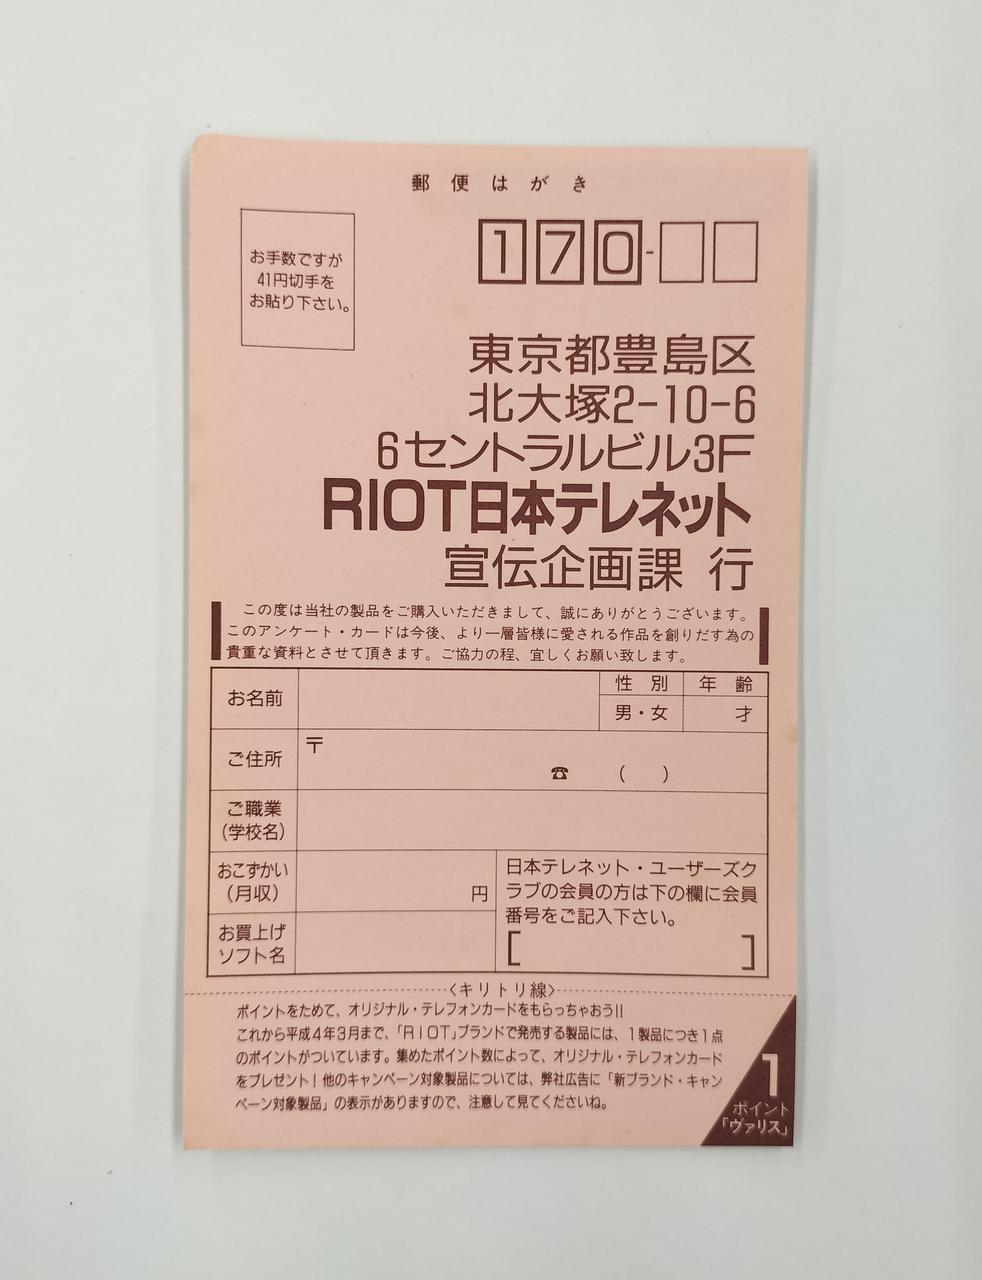 郵便はがき
お手数ですが
41円切手を
お貼り下さい。
170-
東京都豊島区
北大塚2-10-6
6セントラルビル3F
RIOT日本テレネット
宣伝企画課 行
この度は当社の製品をご購入いただきまして、誠にありがとうございます。
このアンケート・カードは今後、より一層皆様に愛される作品を創りだす為の
貴重な資料とさせて頂きます。ご協力の程、宜しくお願い致します。
お名前
性別
年齢
男・女
才
ご住所
〒
☎ ( )
ご職業
(学校名)
おこずかい
(月収)
円
お買上げ
ソフト名
日本テレネット・ユーザーズク
ラブの会員の方は下の欄に会員
番号をご記入下さい。
[ ]
<キリトリ線>
ポイントをためて、オリジナル・テレフォンカードをもらっちゃおう!!
これから平成4年3月まで、「RIOT」ブランドで発売する製品には、1製品につき1点
のポイントがついています。集めたポイント数によって、オリジナル・テレフォンカード
をプレゼント!他のキャンペーン対象製品については、弊社広告に「新ブランド・キャン
ペーン対象製品」の表示がありますので、注意して見てくださいね。
1
ポイント
「ヴァリス」